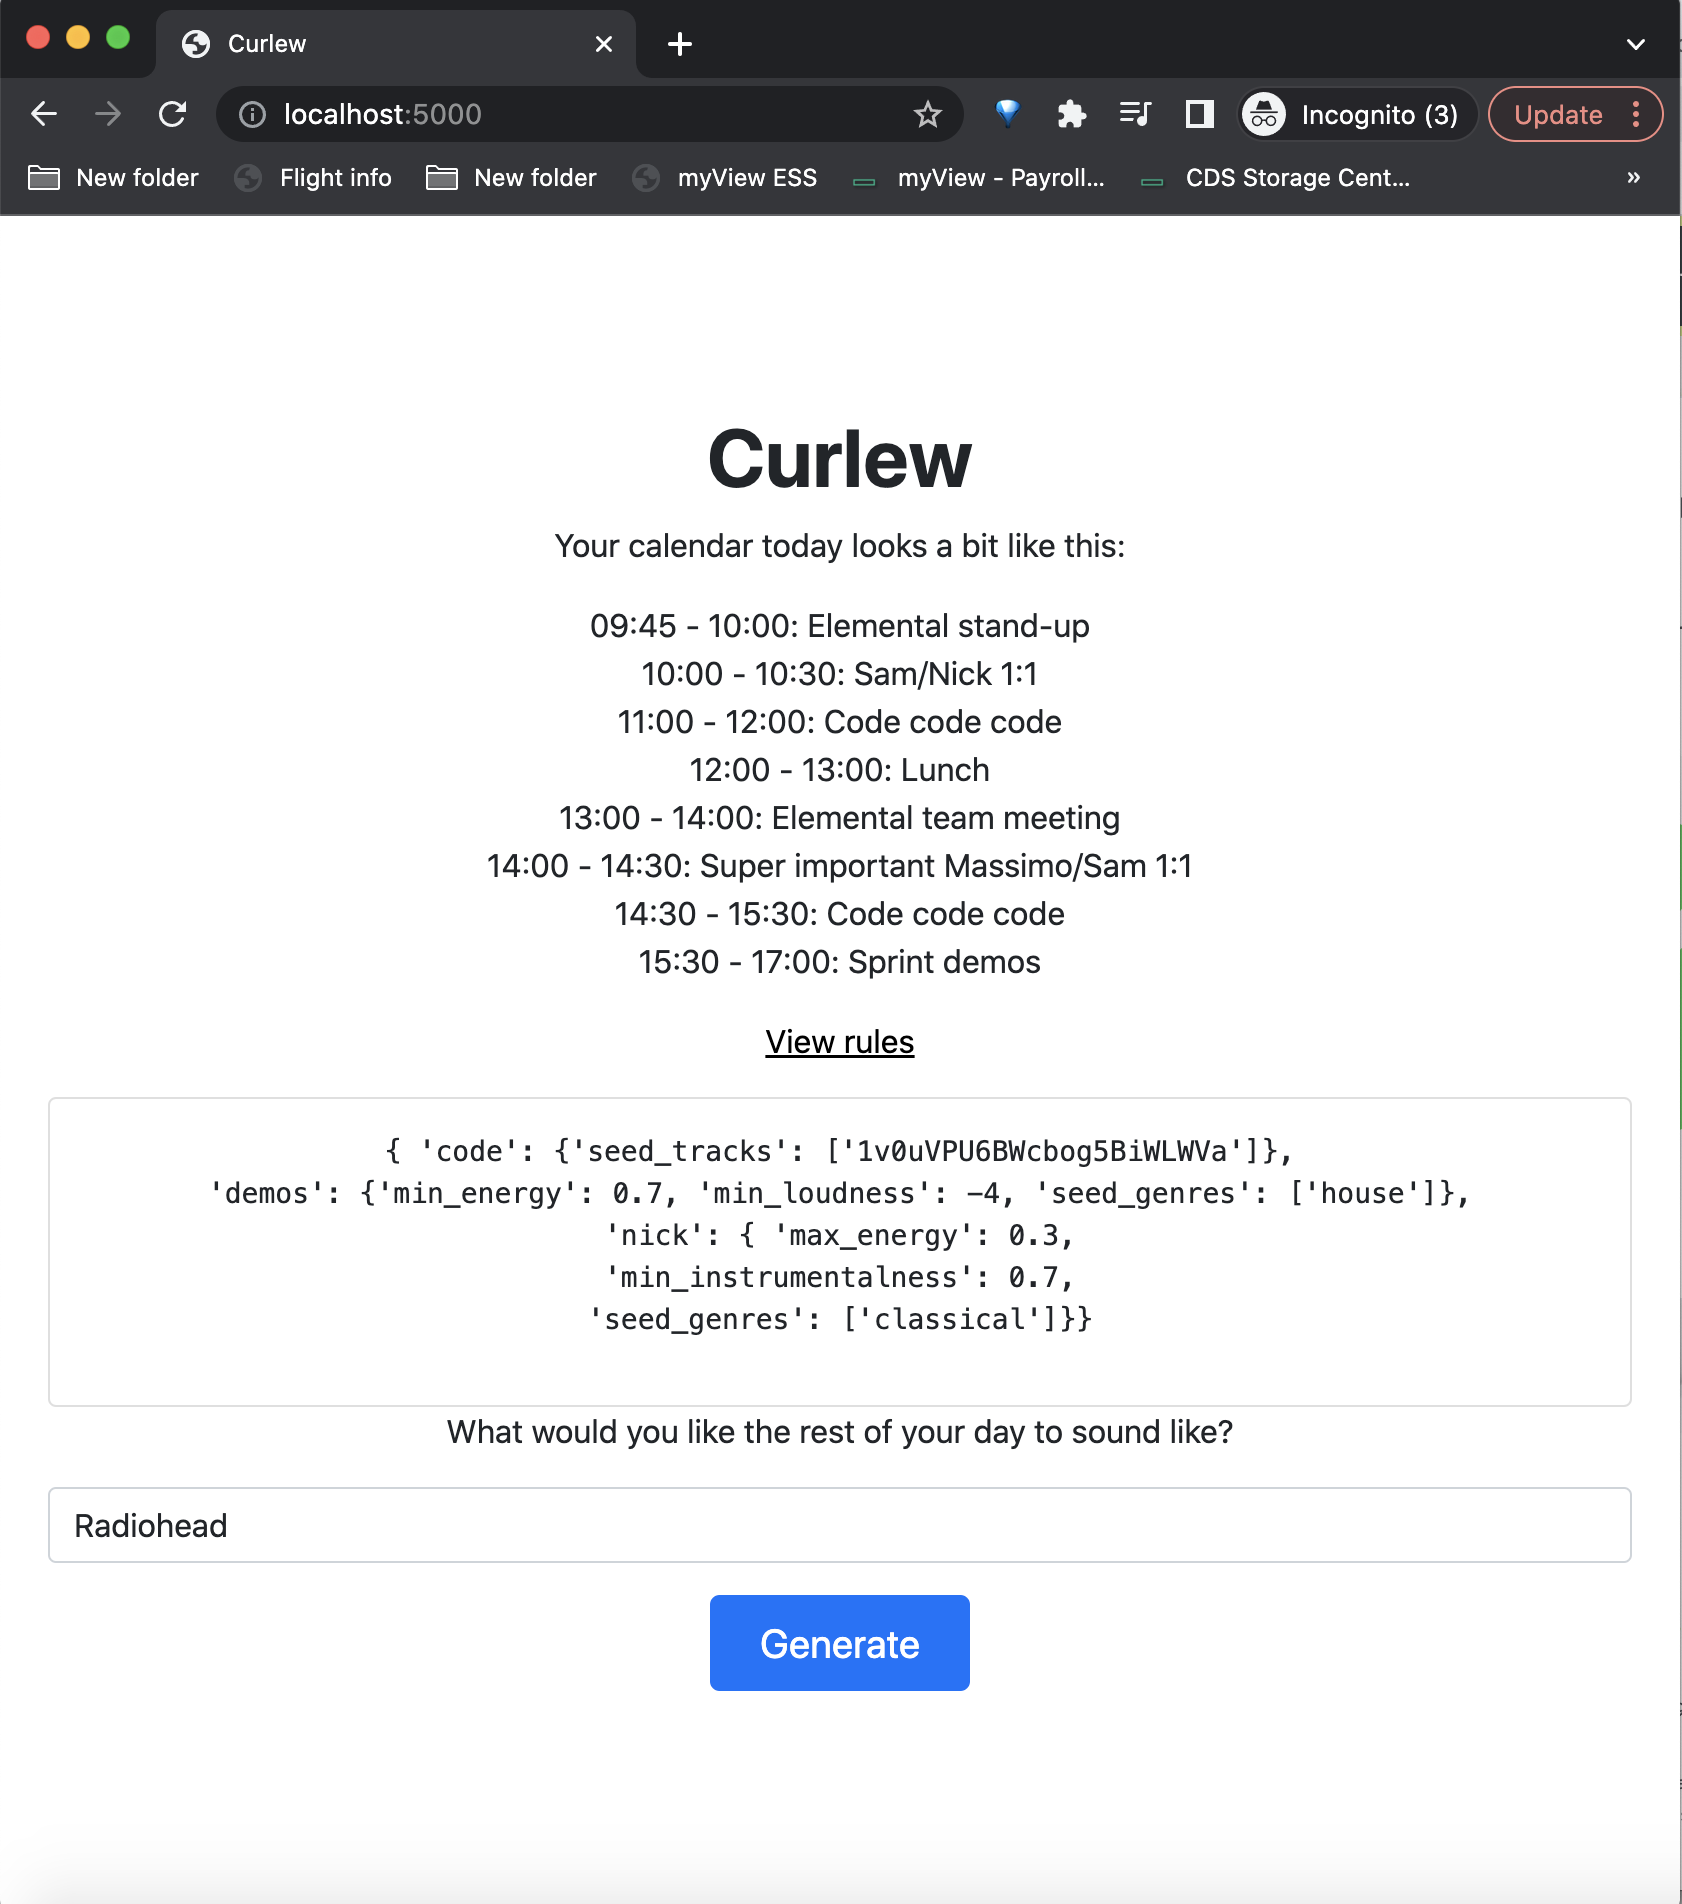 Curlew
localhost:5000
Incognito (3)
Update
New folder
Flight info
New folder
myView ESS
myView - Payroll...
CDS Storage Cent...
»
Curlew
Your calendar today looks a bit like this:
09:45 - 10:00: Elemental stand-up
10:00 - 10:30: Sam/Nick 1:1
11:00 - 12:00: Code code code
12:00 - 13:00: Lunch
13:00 - 14:00: Elemental team meeting
14:00 - 14:30: Super important Massimo/Sam 1:1
14:30 - 15:30: Code code code
15:30 - 17:00: Sprint demos
View rules
{ 'code': {'seed_tracks': ['1v0uVPU6BWcbog5BiWLWVa']},
'demos': {'min_energy': 0.7, 'min_loudness': -4, 'seed_genres': ['house']},
'nick': { 'max_energy': 0.3,
'min_instrumentalness': 0.7,
'seed_genres': ['classical']}}
What would you like the rest of your day to sound like?
Radiohead
Generate